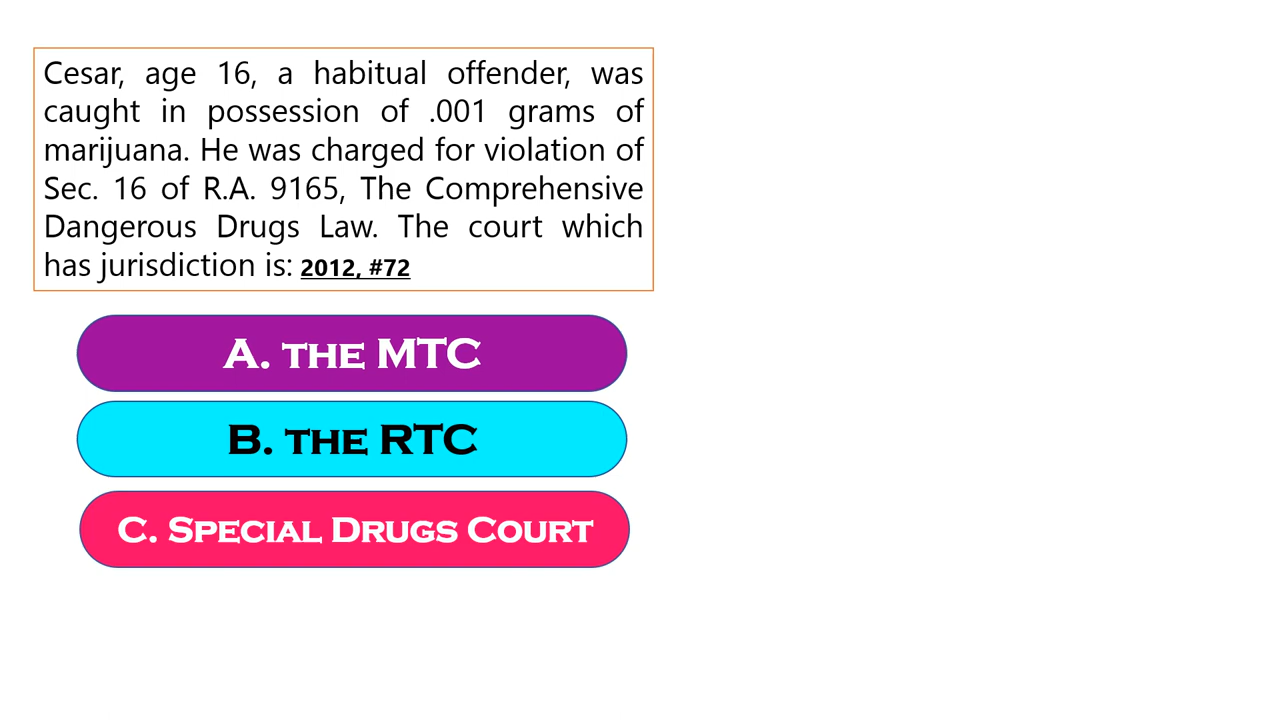 Cesar, age 16, a habitual offender, was
caught in possession of .001 grams of
marijuana. He was charged for violation of
Sec. 16 of R.A. 9165, The Comprehensive
Dangerous Drugs Law. The court which
has jurisdiction is: 2012, #72
A. THE MTC
B. THE RTC
C. SPECIAL DRUGS COURT